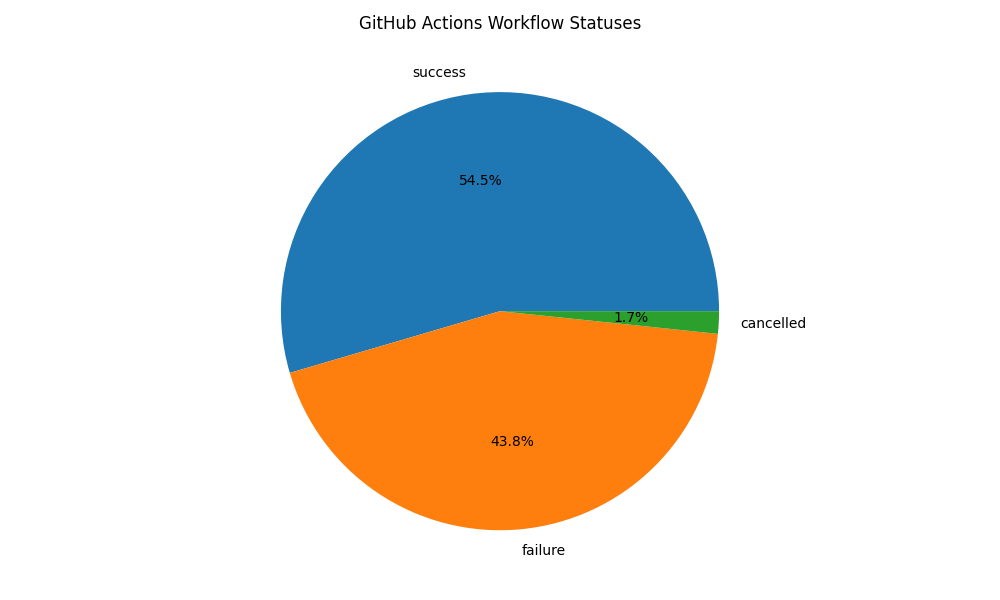 GitHub Actions Workflow Statuses
success
54.5%
1.7%
cancelled
43.8%
failure